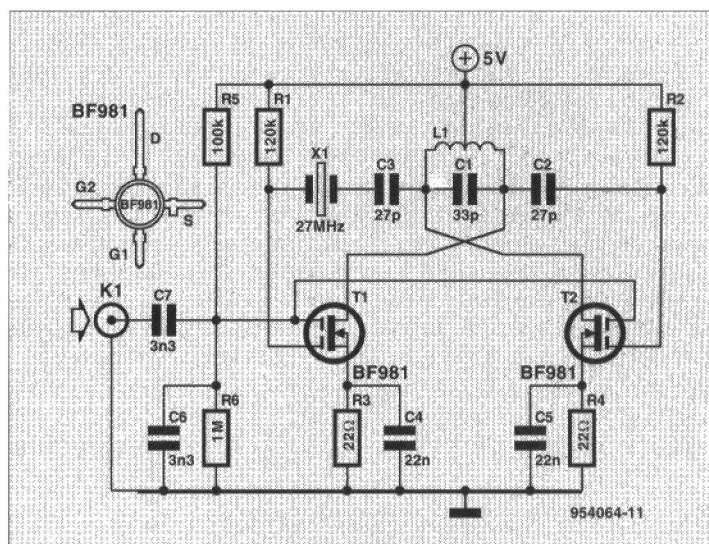 5V
BF981
D
G2
BF981
S
G1
R5
100k
R1
120k
L1
R2
120k
X1
27MHz
C3
27p
C1
33p
C2
27p
K1
C7
3n3
T1
BF981
T2
BF981
C6
3n3
R6
1M
R3
22Ω
C4
22n
C5
22n
R4
22Ω
954064-11